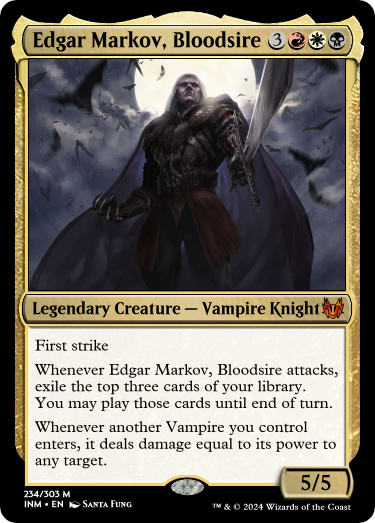 Edgar Markov, Bloodsire 3
Legendary Creature — Vampire Knight
First strike
Whenever Edgar Markov, Bloodsire attacks,
exile the top three cards of your library.
You may play those cards until end of turn.
Whenever another Vampire you control
enters, it deals damage equal to its power to
any target.
5/5
234/303 M
INM • EN Santa Fung
™ & © 2024 Wizards of the Coast